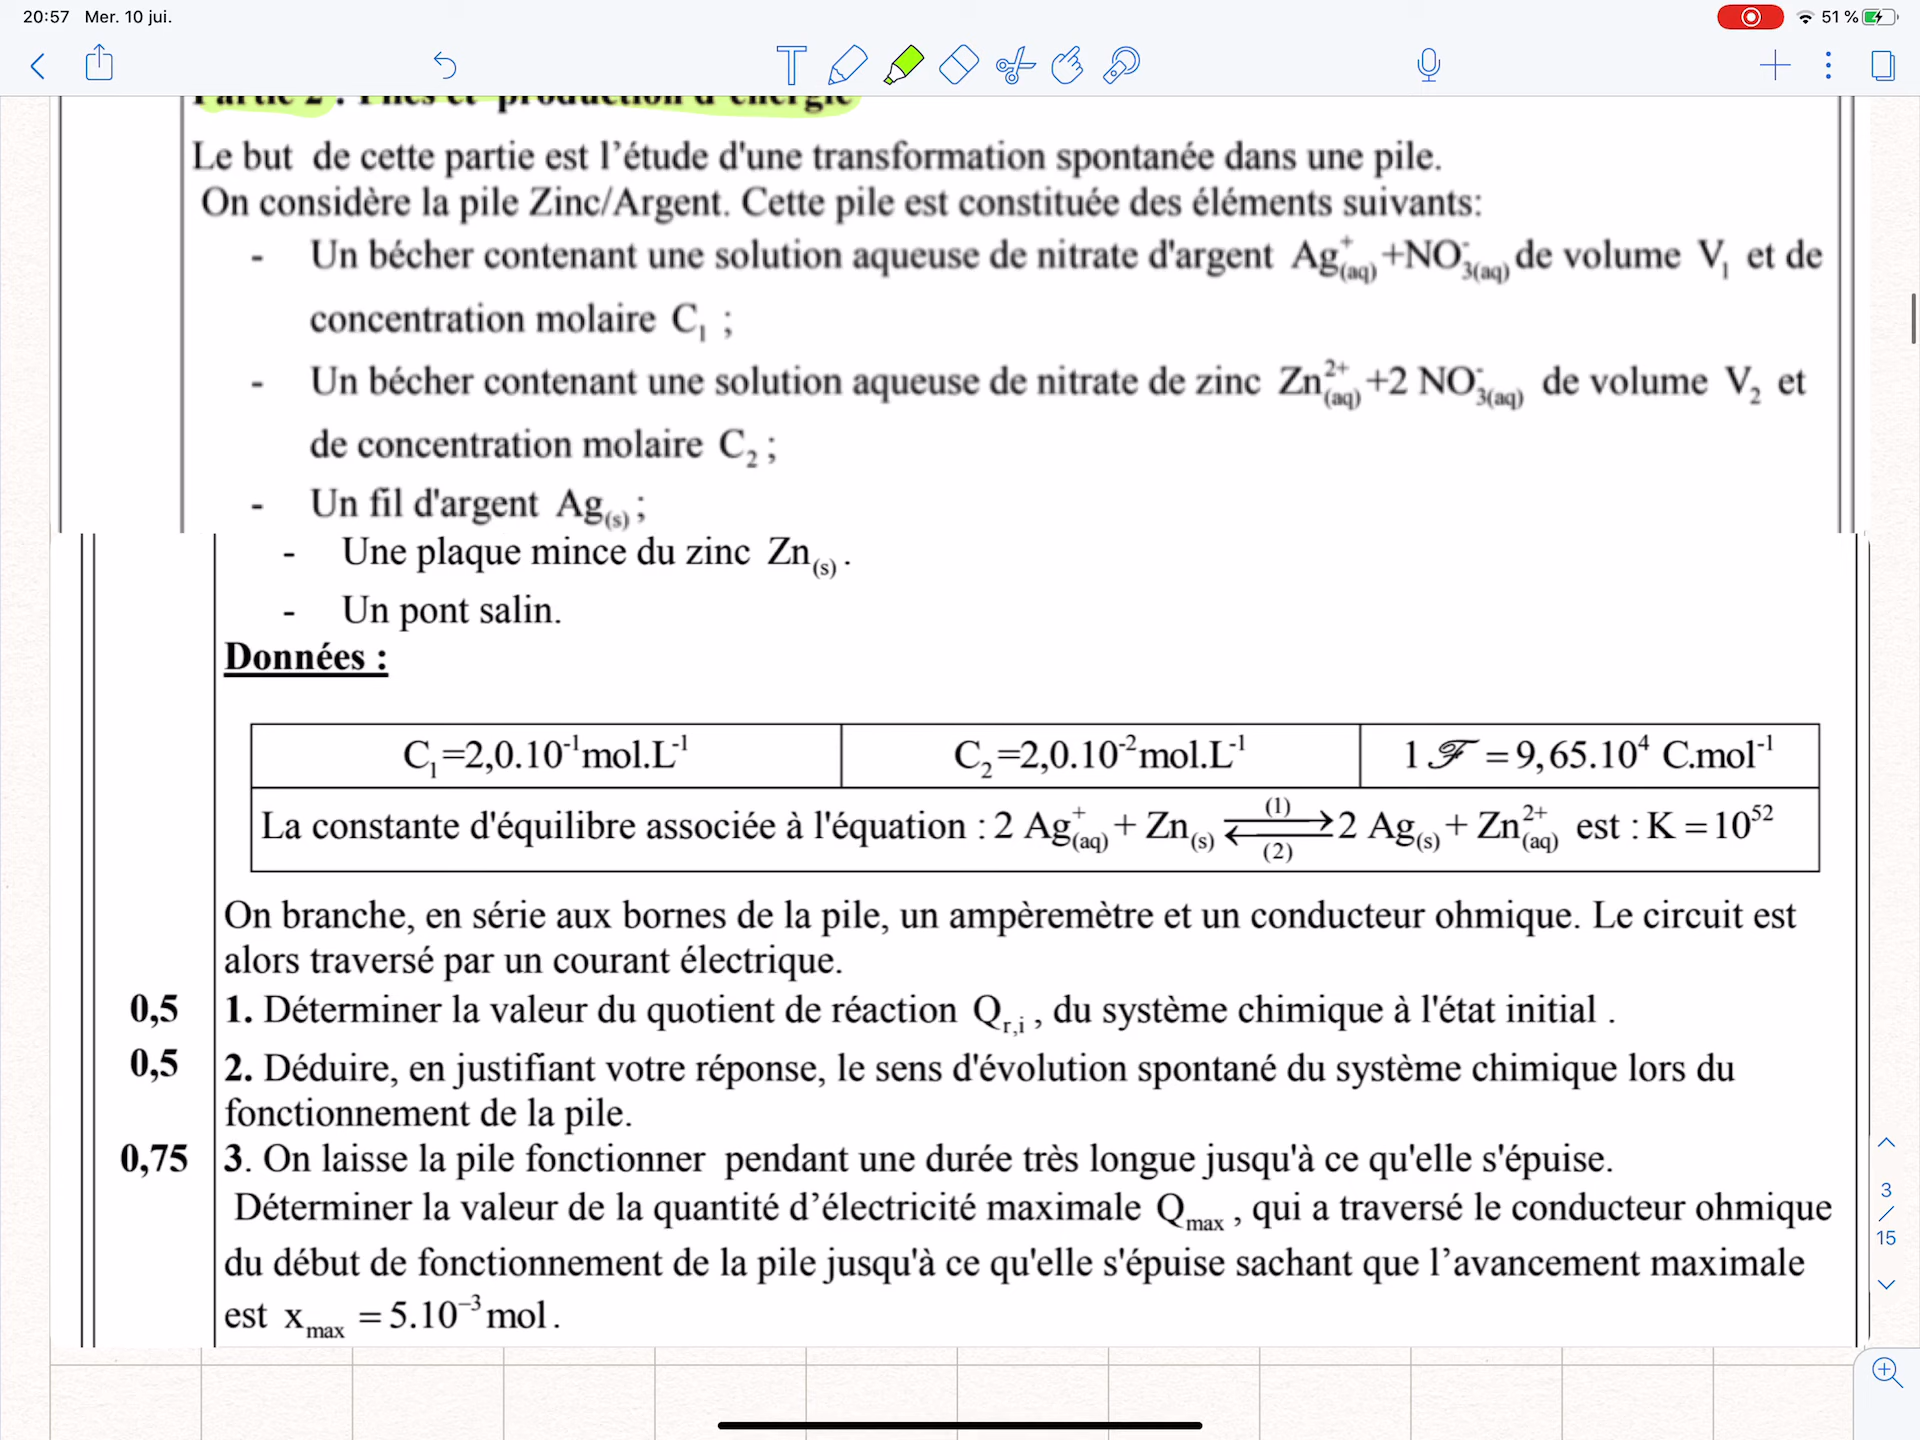 20:57 Mer. 10 jui.
51 %
Partie 2 : Piles et production d'énergie
Le but de cette partie est l’étude d'une transformation spontanée dans une pile.
On considère la pile Zinc/Argent. Cette pile est constituée des éléments suivants:
- Un bécher contenant une solution aqueuse de nitrate d'argent Ag⁺(aq) +NO₃⁻(aq) de volume V₁ et de
concentration molaire C₁ ;
- Un bécher contenant une solution aqueuse de nitrate de zinc Zn²⁺(aq) +2 NO₃⁻(aq) de volume V₂ et
de concentration molaire C₂ ;
- Un fil d'argent Ag(s) ;
- Une plaque mince du zinc Zn(s) .
- Un pont salin.
Données :
C₁=2,0.10⁻¹mol.L⁻¹ C₂=2,0.10⁻²mol.L⁻¹ 1 ℱ = 9,65.10⁴ C.mol⁻¹
La constante d'équilibre associée à l'équation : 2 Ag⁺(aq) + Zn(s) (1) ⇄ (2) 2 Ag(s) + Zn²⁺(aq) est : K = 10⁵²
On branche, en série aux bornes de la pile, un ampèremètre et un conducteur ohmique. Le circuit est
alors traversé par un courant électrique.
0,5 1. Déterminer la valeur du quotient de réaction Qr,i , du système chimique à l'état initial .
0,5 2. Déduire, en justifiant votre réponse, le sens d'évolution spontané du système chimique lors du
fonctionnement de la pile.
0,75 3. On laisse la pile fonctionner pendant une durée très longue jusqu'à ce qu'elle s'épuise.
Déterminer la valeur de la quantité d’électricité maximale Qmax , qui a traversé le conducteur ohmique
du début de fonctionnement de la pile jusqu'à ce qu'elle s'épuise sachant que l’avancement maximale
est xmax = 5.10⁻³ mol .
3
/
15